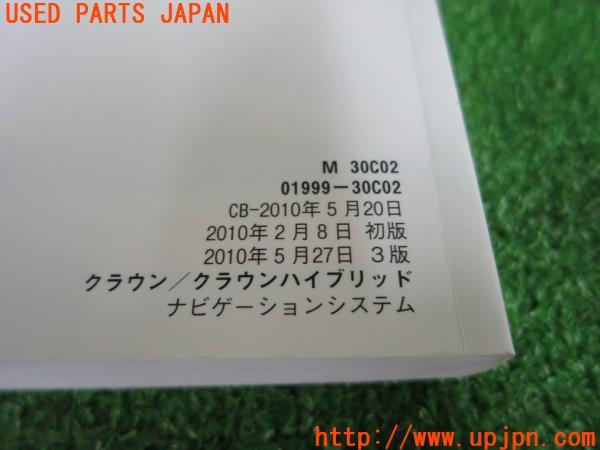 USED PARTS JAPAN
M 30C02
01999-30C02
CB-2010年5月20日
2010年2月8日 初版
2010年5月27日 3版
クラウン/クラウンハイブリッド
ナビゲーションシステム
http://www.upjpn.com